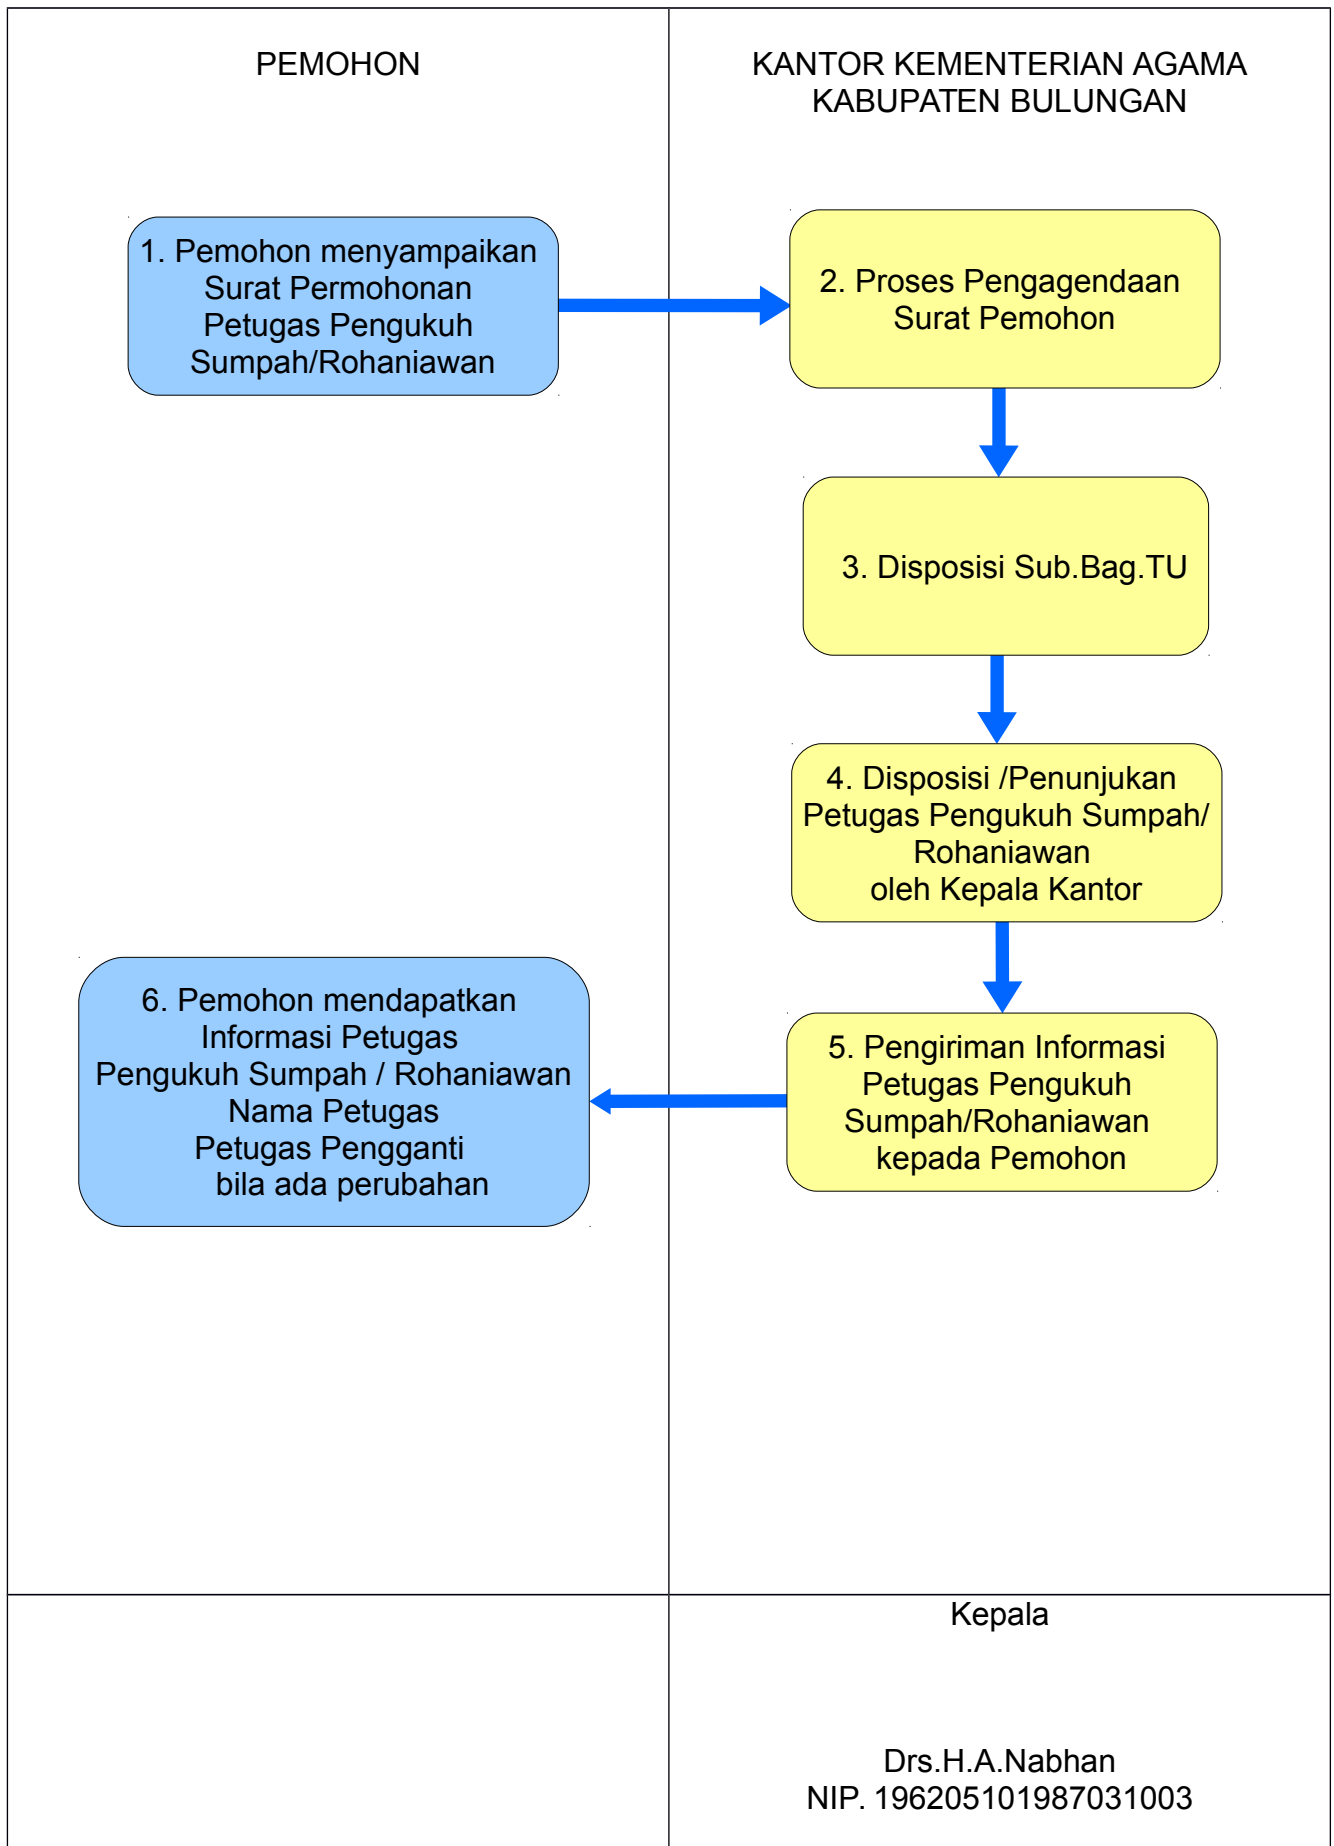 PEMOHON
KANTOR KEMENTERIAN AGAMA
KABUPATEN BULUNGAN
1. Pemohon menyampaikan
Surat Permohonan
Petugas Pengukuh
Sumpah/Rohaniawan
2. Proses Pengagendaan
Surat Pemohon
3. Disposisi Sub.Bag.TU
4. Disposisi /Penunjukan
Petugas Pengukuh Sumpah/
Rohaniawan
oleh Kepala Kantor
5. Pengiriman Informasi
Petugas Pengukuh
Sumpah/Rohaniawan
kepada Pemohon
6. Pemohon mendapatkan
Informasi Petugas
Pengukuh Sumpah / Rohaniawan
Nama Petugas
Petugas Pengganti
bila ada perubahan
Kepala
Drs.H.A.Nabhan
NIP. 196205101987031003